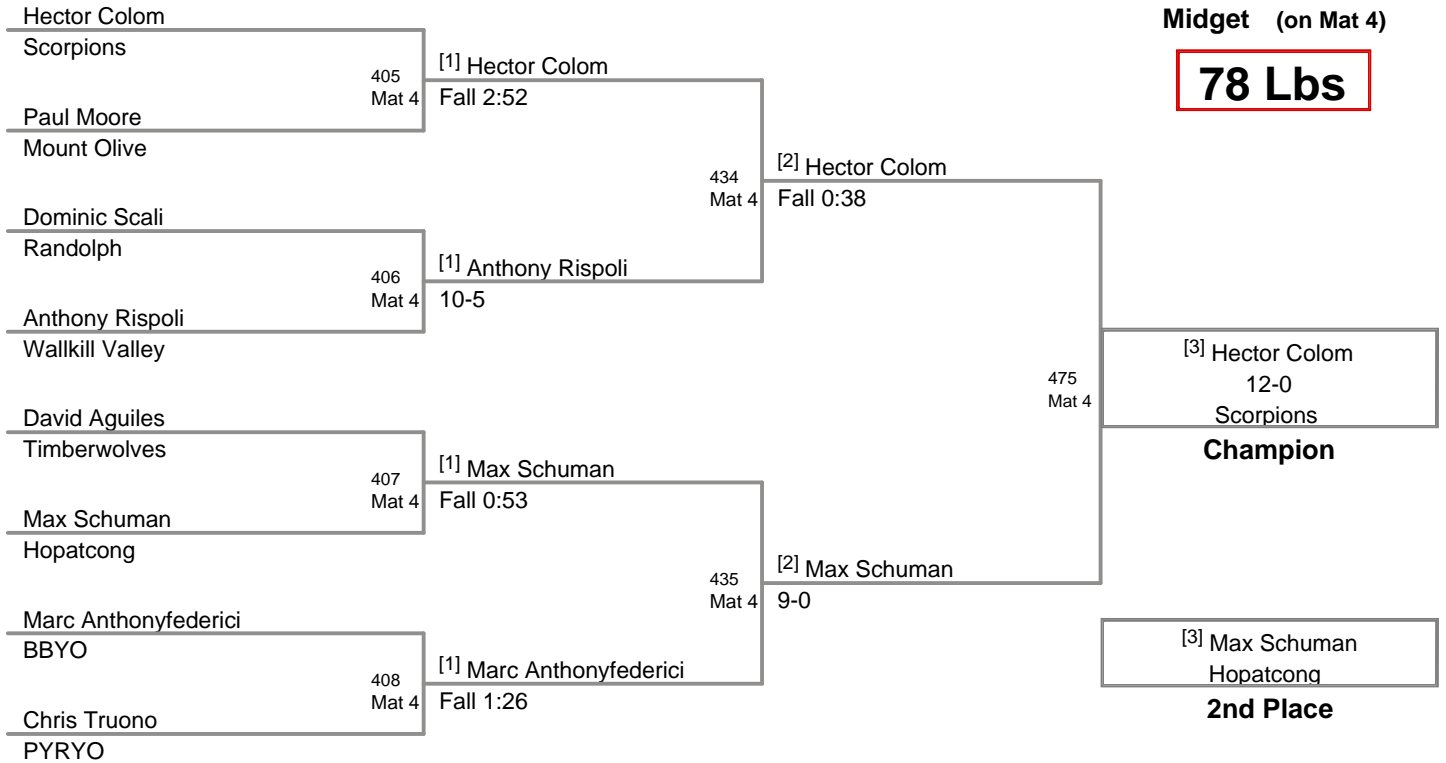 Hector Colom
Scorpions
Paul Moore
Mount Olive
Dominic Scali
Randolph
Anthony Rispoli
Wallkill Valley
David Aguiles
Timberwolves
Max Schuman
Hopatcong
Marc Anthonyfederici
BBYO
Chris Truono
PYRYO
405
Mat 4
[1] Hector Colom
Fall 2:52
406
Mat 4
[1] Anthony Rispoli
10-5
407
Mat 4
[1] Max Schuman
Fall 0:53
408
Mat 4
[1] Marc Anthonyfederici
Fall 1:26
434
Mat 4
[2] Hector Colom
Fall 0:38
435
Mat 4
[2] Max Schuman
9-0
Midget (on Mat 4)
78 Lbs
475
Mat 4
[3] Hector Colom
12-0
Scorpions
Champion
[3] Max Schuman
Hopatcong
2nd Place